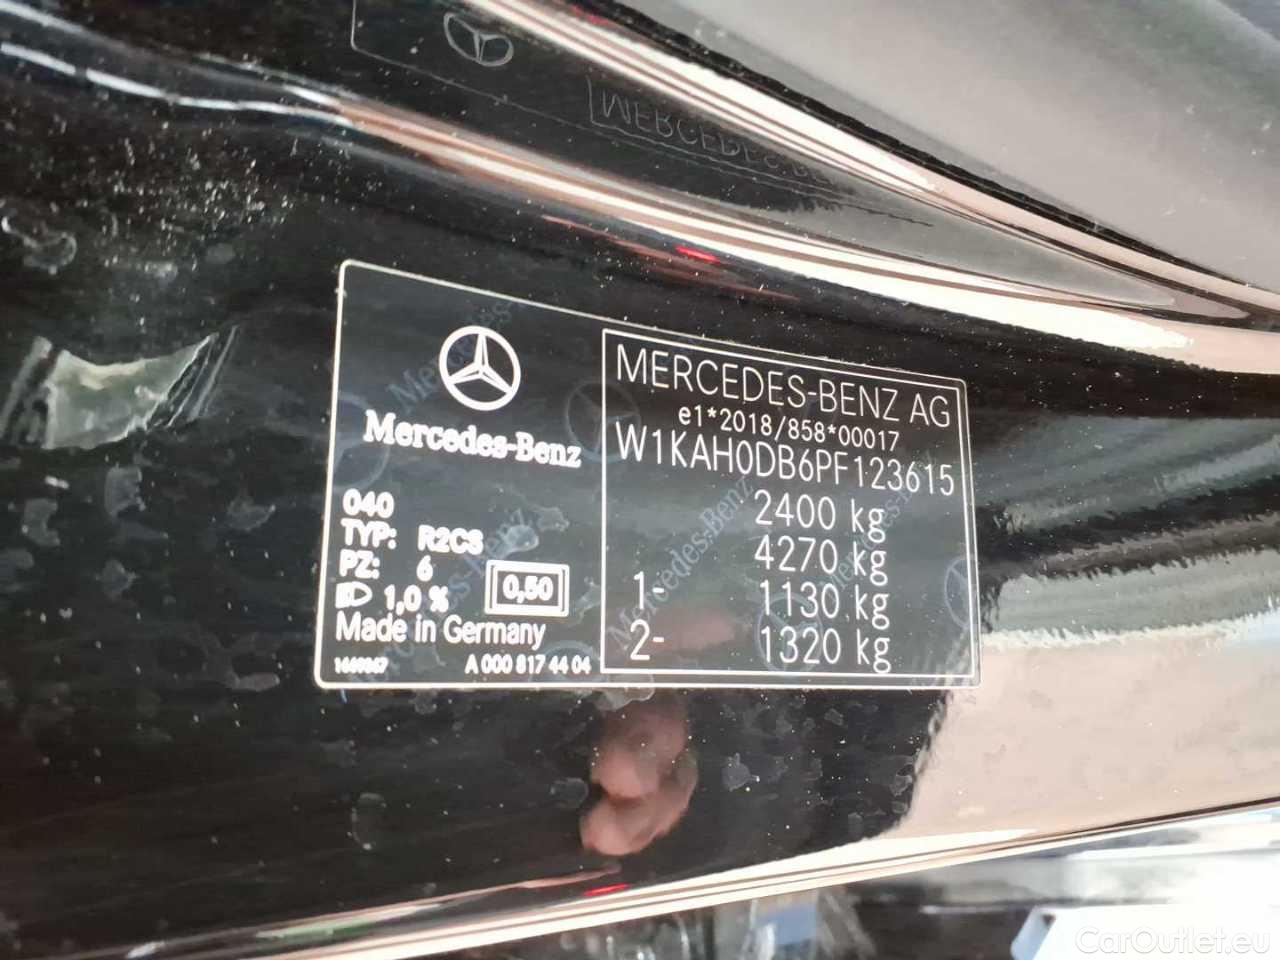 Mercedes-Benz
040
TYP: R2CS
PZ: 6
1,0 % 0,50
Made in Germany
1669867 A 000 817 44 04
MERCEDES-BENZ AG
e1*2018/858*00017
W1KAH0DB6PF123615
2400 kg
4270 kg
1- 1130 kg
2- 1320 kg
CarOutlet.eu